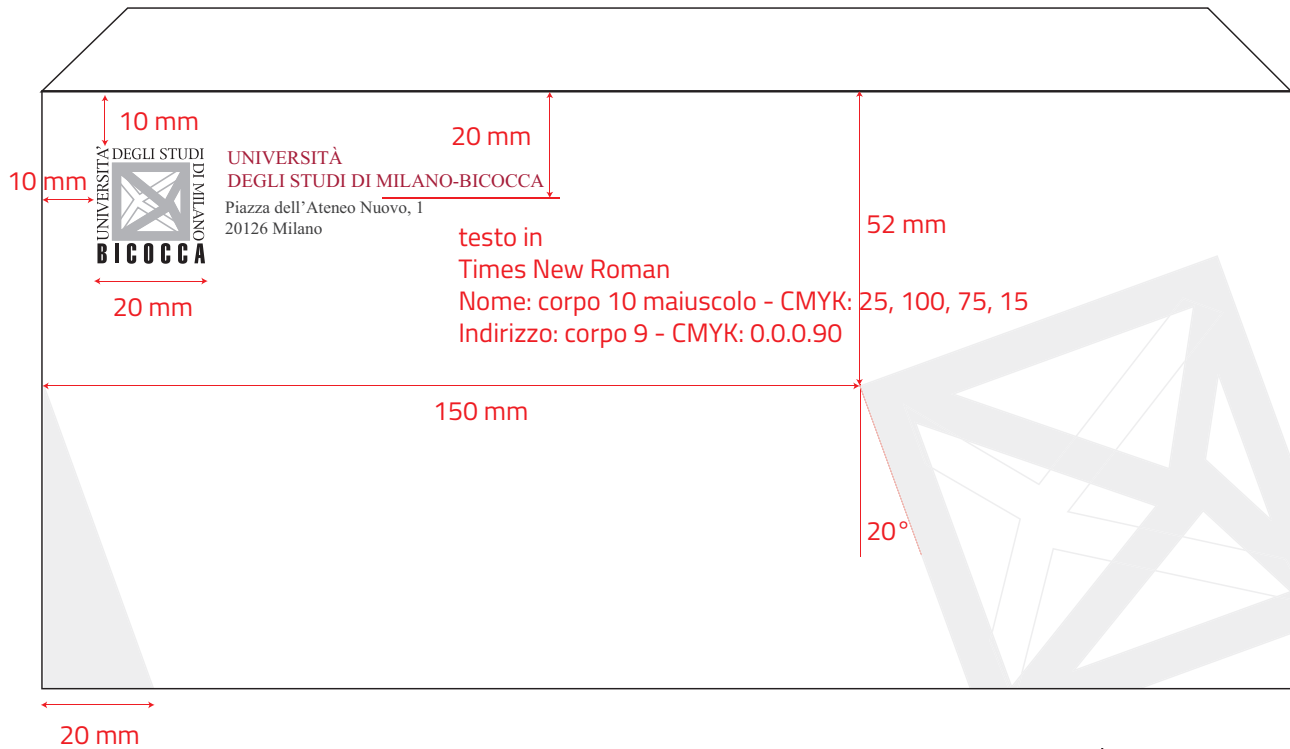 10 mm
20 mm
10 mm
UNIVERSITA'
DEGLI STUDI
DI MILANO
BICOCCA
UNIVERSITÀ
DEGLI STUDI DI MILANO-BICOCCA
Piazza dell'Ateneo Nuovo, 1
20126 Milano
20 mm
52 mm
testo in
Times New Roman
Nome: corpo 10 maiuscolo - CMYK: 25, 100, 75, 15
Indirizzo: corpo 9 - CMYK: 0.0.0.90
150 mm
20°
20 mm